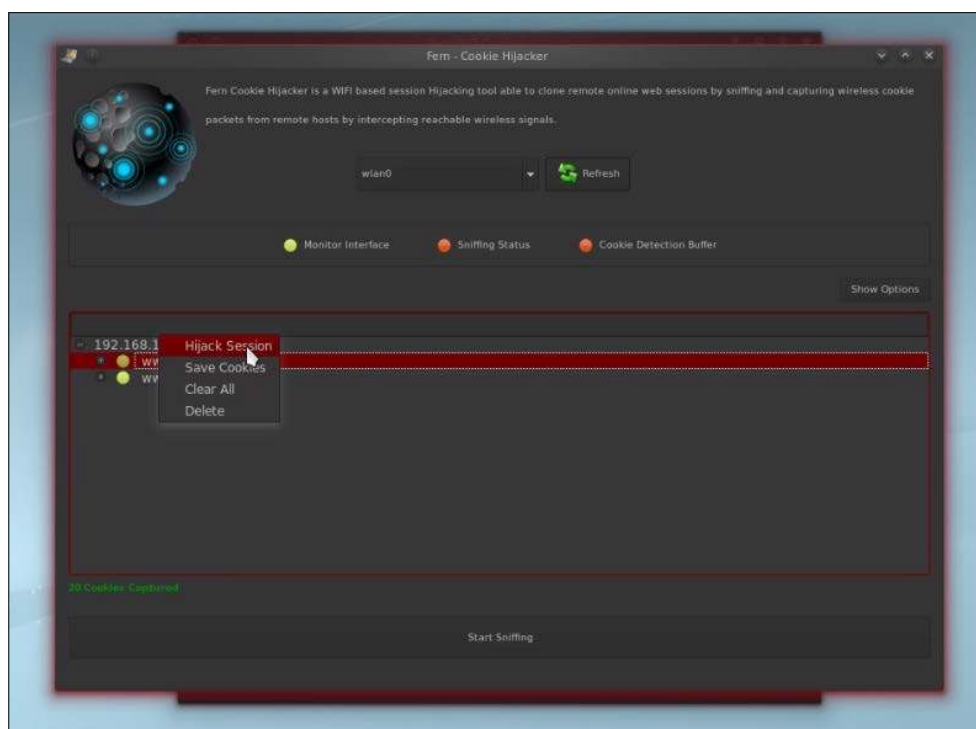 Fern - Cookie Hijacker
Fern Cookie Hijacker is a WIFI based session Hijacking tool able to clone remote online web sessions by sniffing and capturing wireless cookie
packets from remote hosts by intercepting reachable wireless signals.
wlan0 Refresh
Monitor Interface Sniffing Status Cookie Detection Buffer
Show Options
192.168.1
Hijack Session
Save Cookies
Clear All
Delete
20 Cookies Captured
Start Sniffing